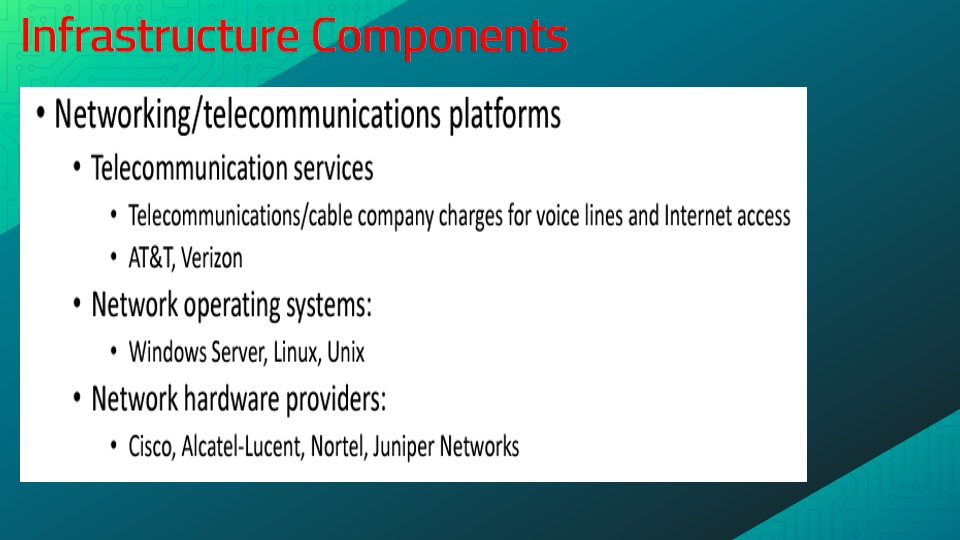 Infrastructure Components
• Networking/telecommunications platforms
• Telecommunication services
• Telecommunications/cable company charges for voice lines and Internet access
• AT&T, Verizon
• Network operating systems:
• Windows Server, Linux, Unix
• Network hardware providers:
• Cisco, Alcatel-Lucent, Nortel, Juniper Networks